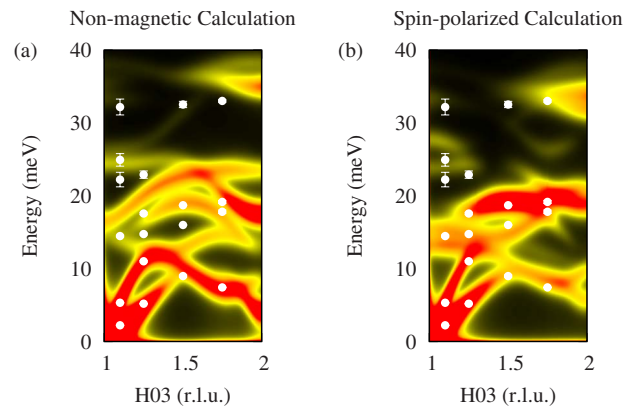 Non-magnetic Calculation
Spin-polarized Calculation
(a)
(b)
40
30
20
10
0
Energy (meV)
1
1.5
2
H03 (r.l.u.)
40
30
20
10
0
Energy (meV)
1
1.5
2
H03 (r.l.u.)